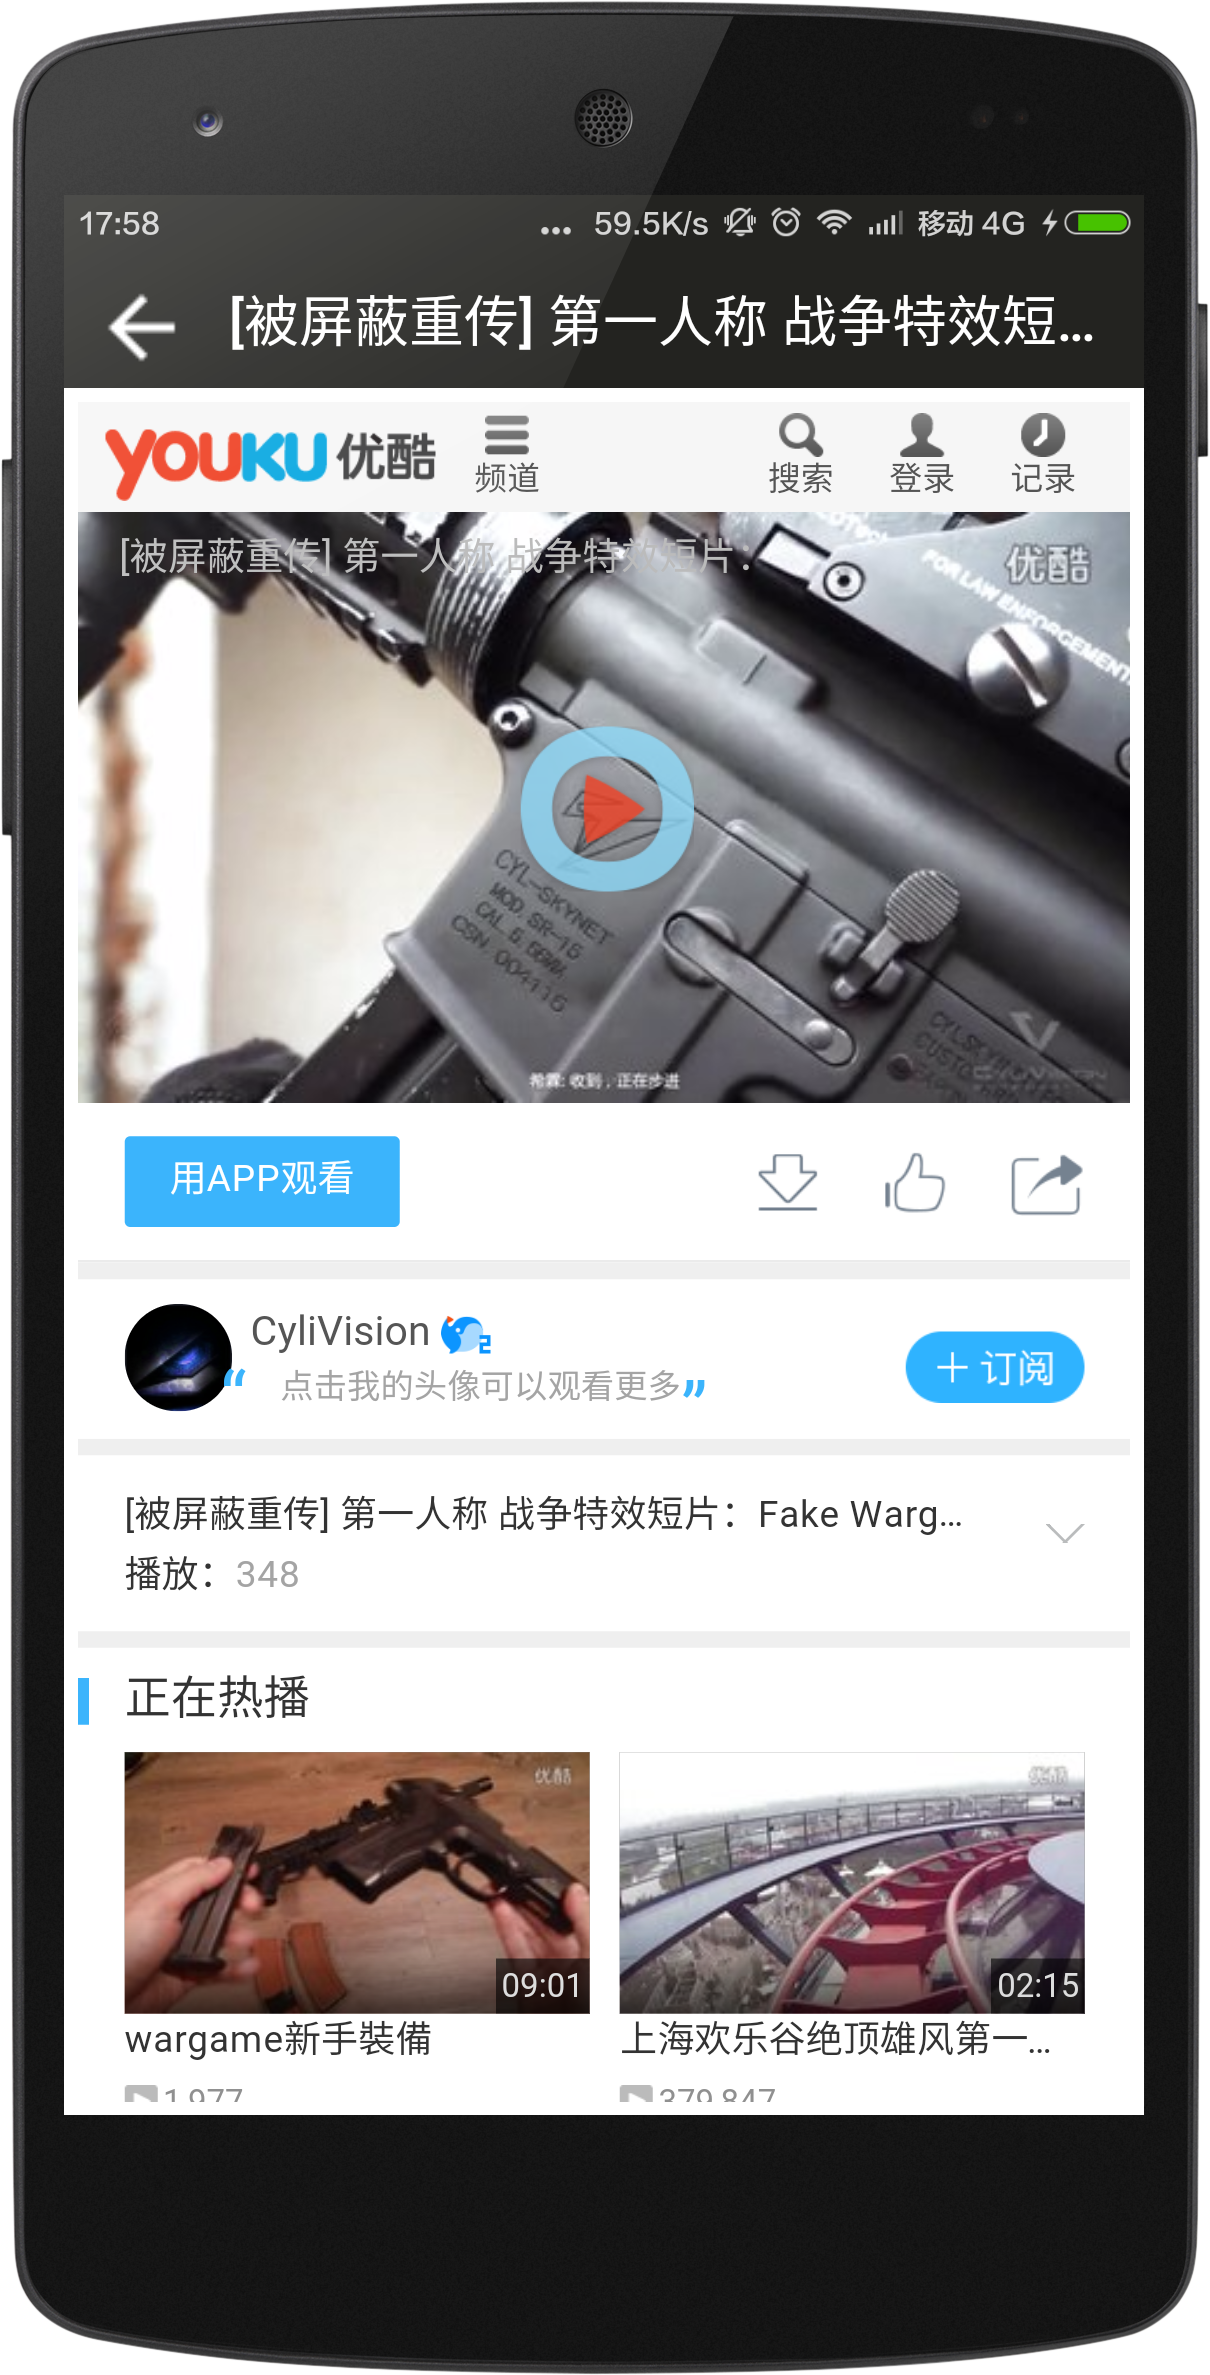 17:58 ... 59.5K/s 移动 4G
[被屏蔽重传] 第一人称 战争特效短...
YOUKU 优酷
频道 搜索 登录 记录
[被屏蔽重传] 第一人称 战争特效短片：
优酷
FOR LAW ENFORCEMENT
CYL-SKYNET
MOD. SR-16
CAL 5.56MM
CSN. 004116
希霖: 收到，正在步进
用APP观看
CyliVision 2
“ 点击我的头像可以观看更多”
+ 订阅
[被屏蔽重传] 第一人称 战争特效短片：Fake Warg...
播放：348
正在热播
优酷
09:01
优酷
02:15
wargame新手裝備
上海欢乐谷绝顶雄风第一...
1,977
379,847